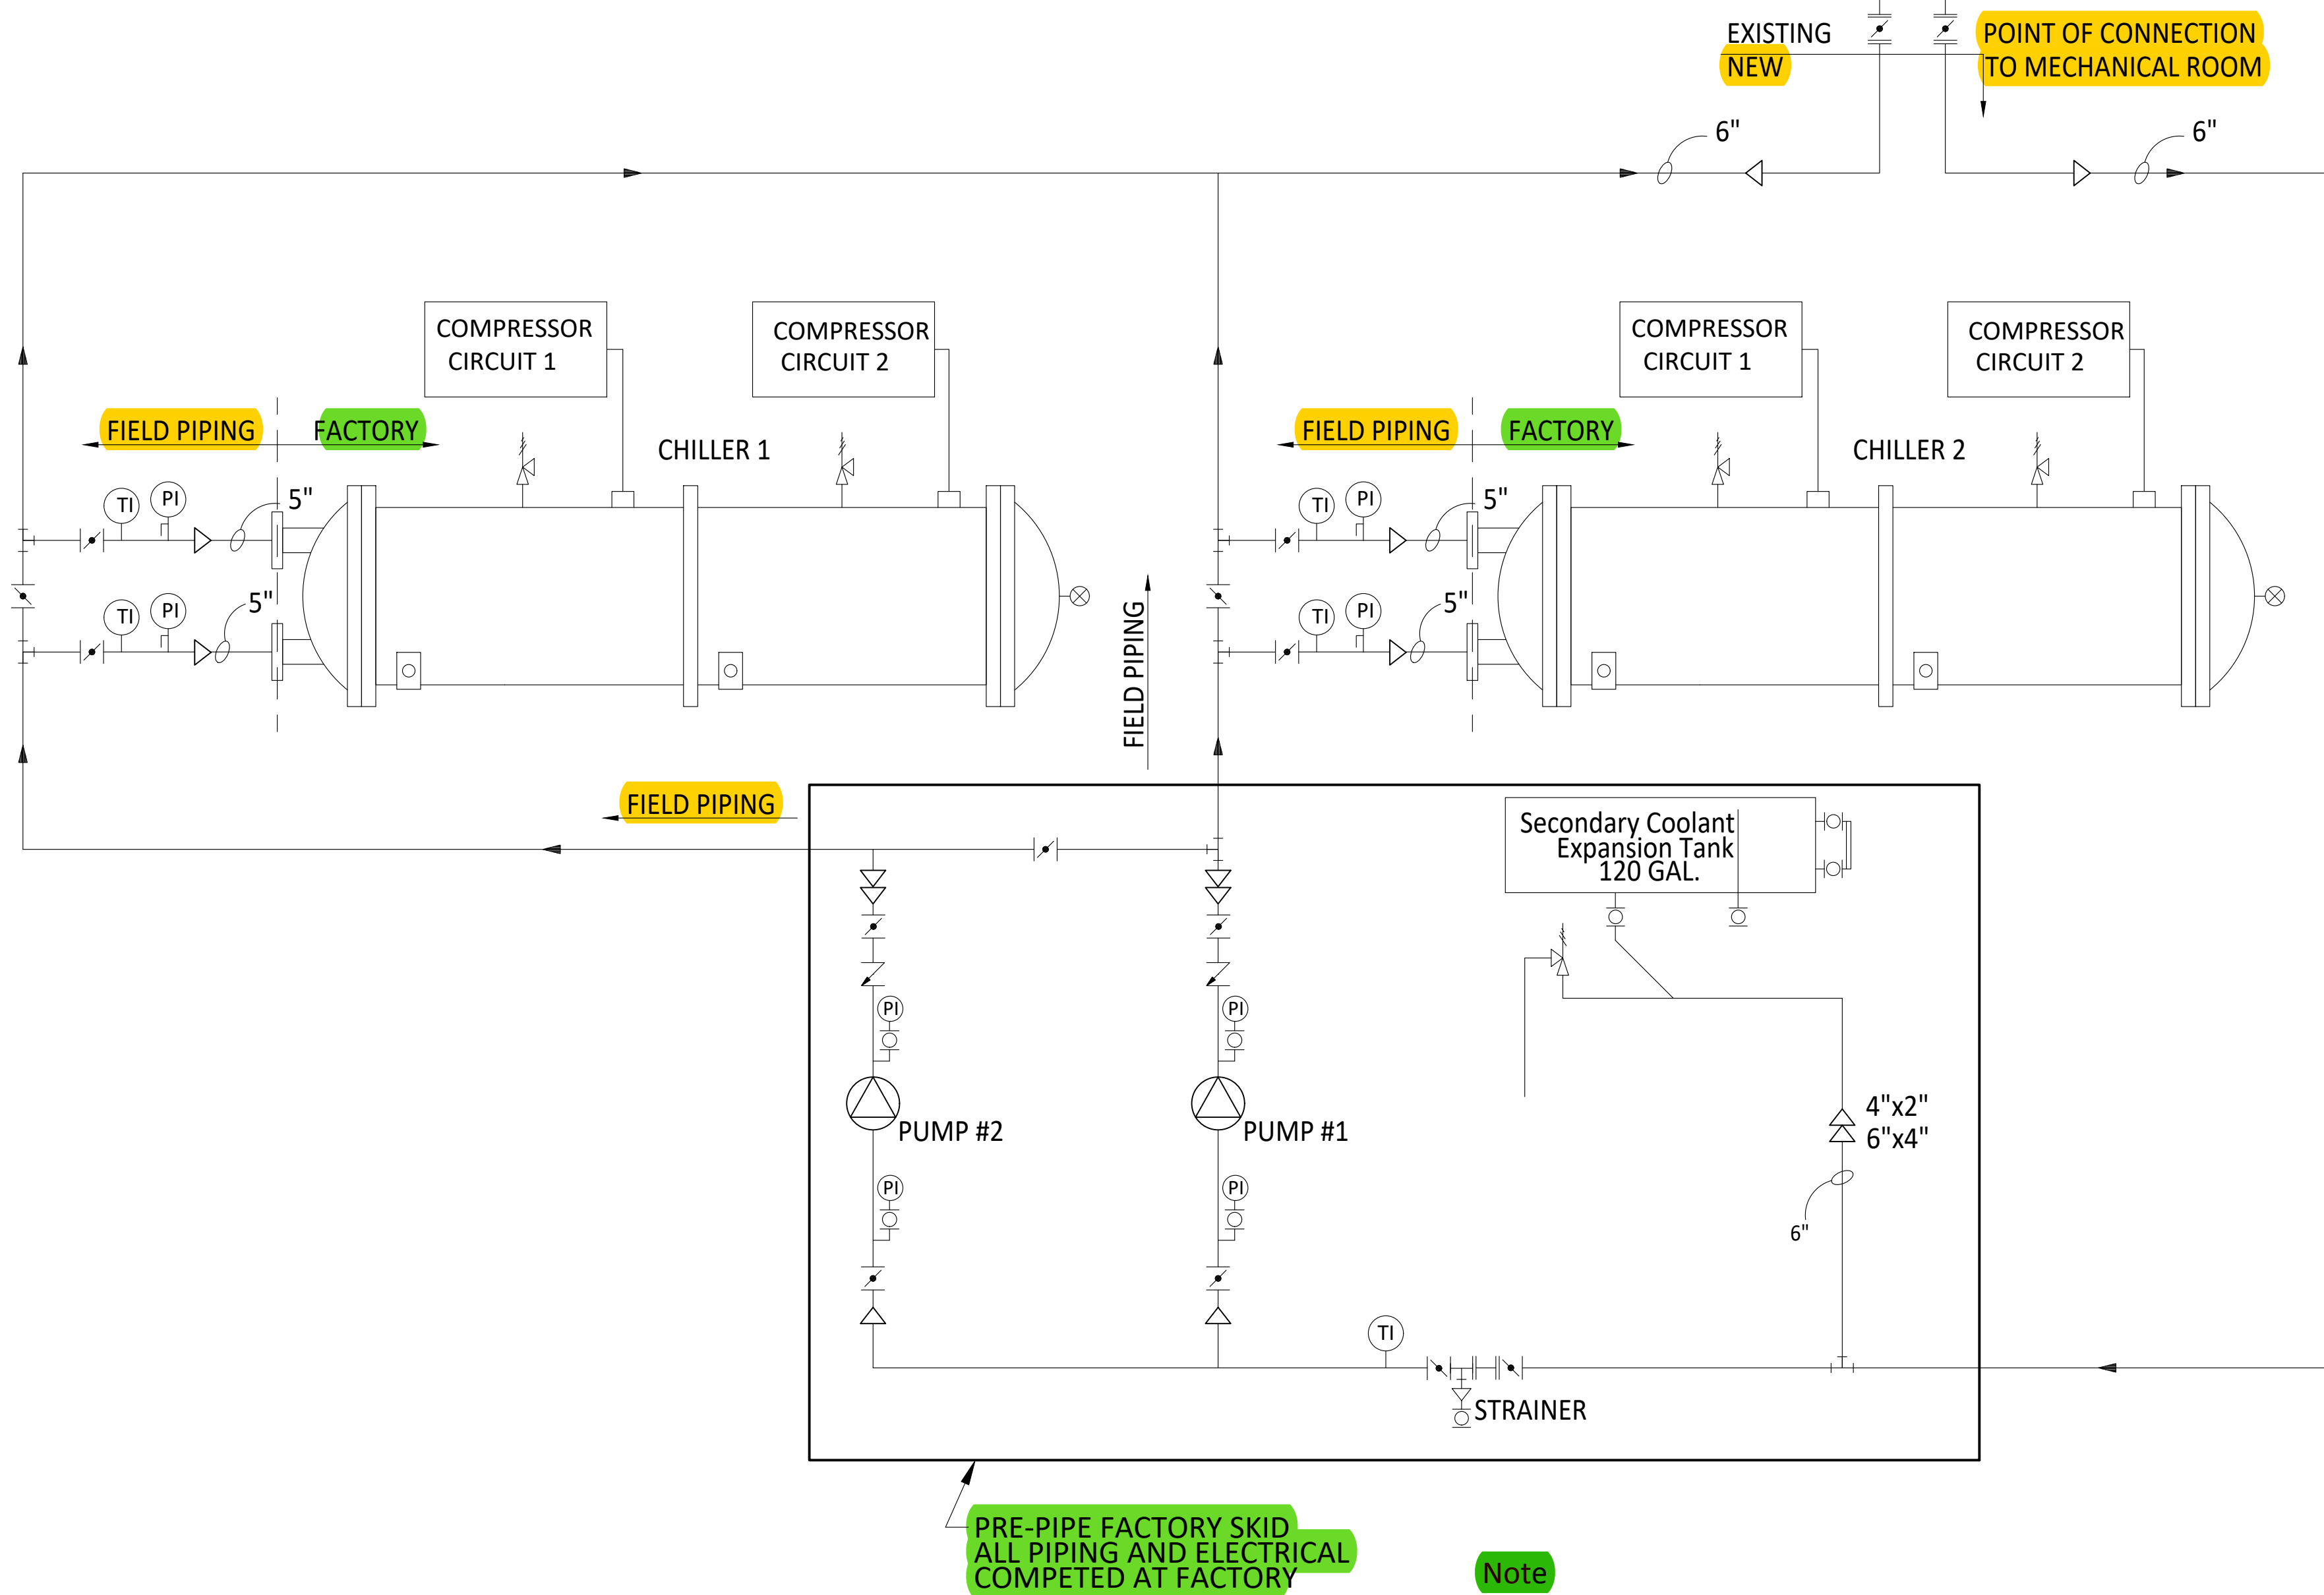 EXISTING
NEW
POINT OF CONNECTION
TO MECHANICAL ROOM
6"
6"
COMPRESSOR
CIRCUIT 1
COMPRESSOR
CIRCUIT 2
COMPRESSOR
CIRCUIT 1
COMPRESSOR
CIRCUIT 2
FIELD PIPING
FACTORY
CHILLER 1
FIELD PIPING
FACTORY
CHILLER 2
TI
PI
5"
TI
PI
5"
TI
PI
5"
TI
PI
5"
FIELD PIPING
FIELD PIPING
Secondary Coolant
Expansion Tank
120 GAL.
PI
PI
PUMP #2
PUMP #1
4"x2"
6"x4"
PI
PI
6"
TI
STRAINER
PRE-PIPE FACTORY SKID
ALL PIPING AND ELECTRICAL
COMPETED AT FACTORY
Note